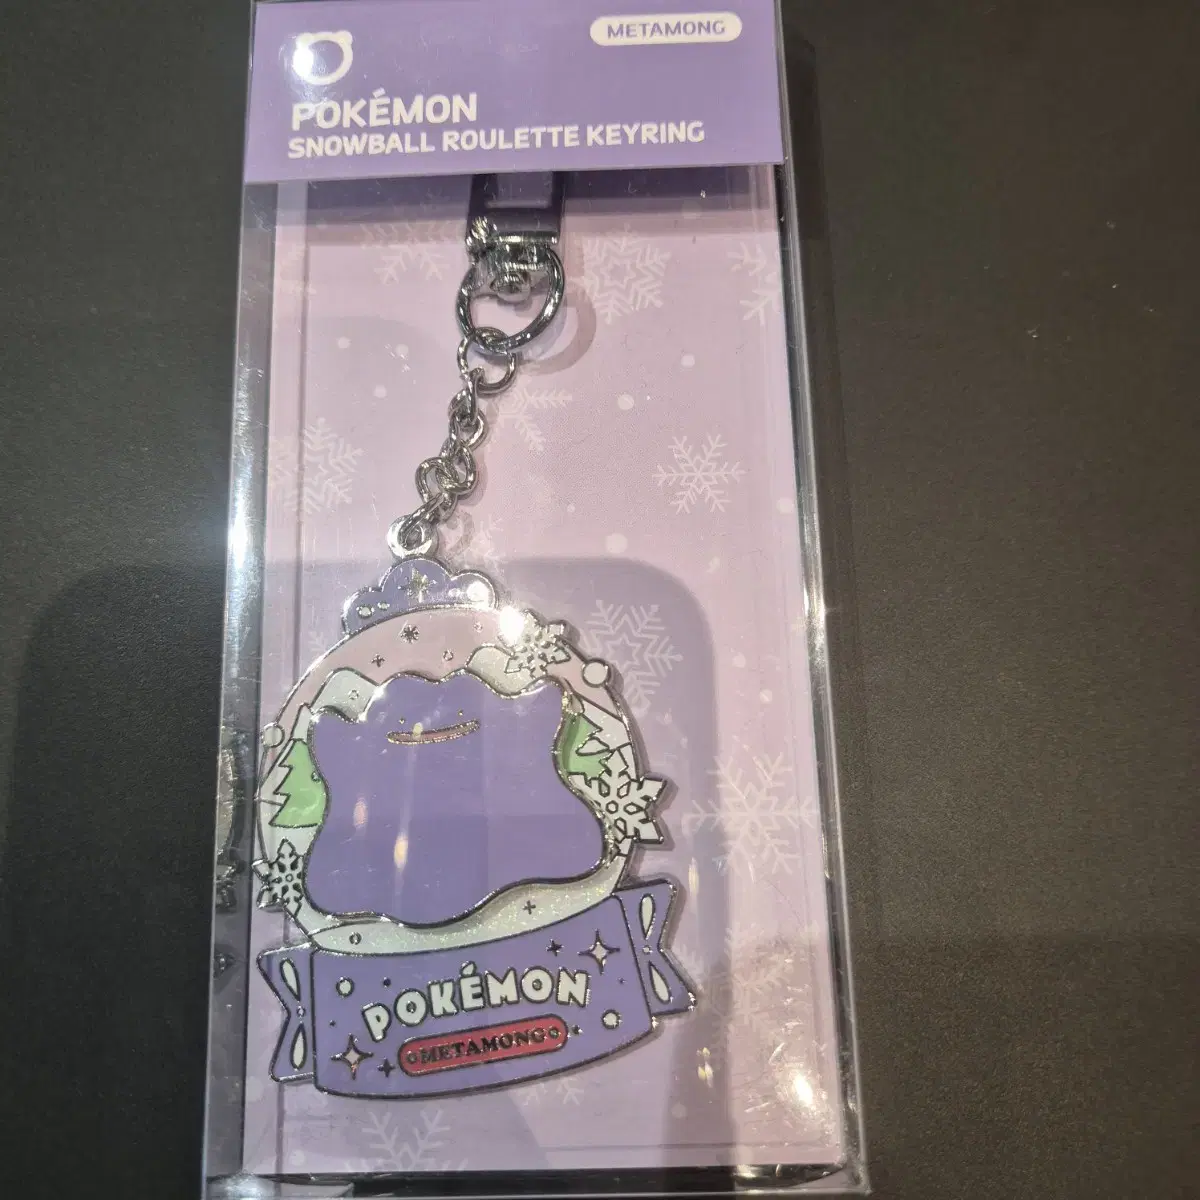 METAMONG
POKÉMON
SNOWBALL ROULETTE KEYRING
POKÉMON
METAMONG